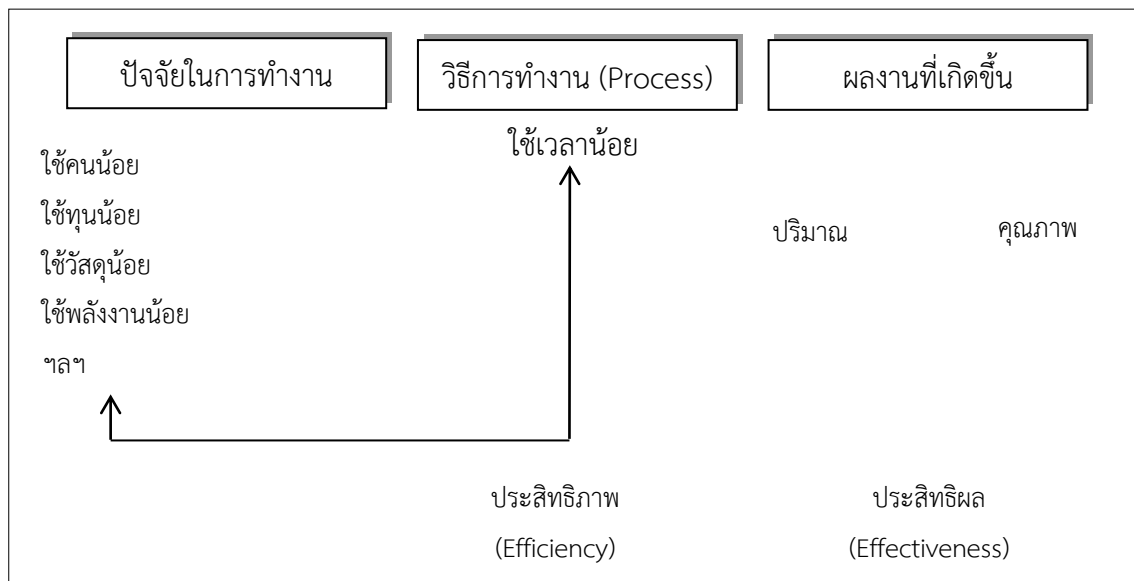 ปัจจัยในการทำงาน
วิธีการทำงาน (Process)
ผลงานที่เกิดขึ้น
ใช้คนน้อย
ใช้ทุนน้อย
ใช้วัสดุน้อย
ใช้พลังงานน้อย
ฯลฯ
ใช้เวลาน้อย
ปริมาณ
คุณภาพ
ประสิทธิภาพ
(Efficiency)
ประสิทธิผล
(Effectiveness)